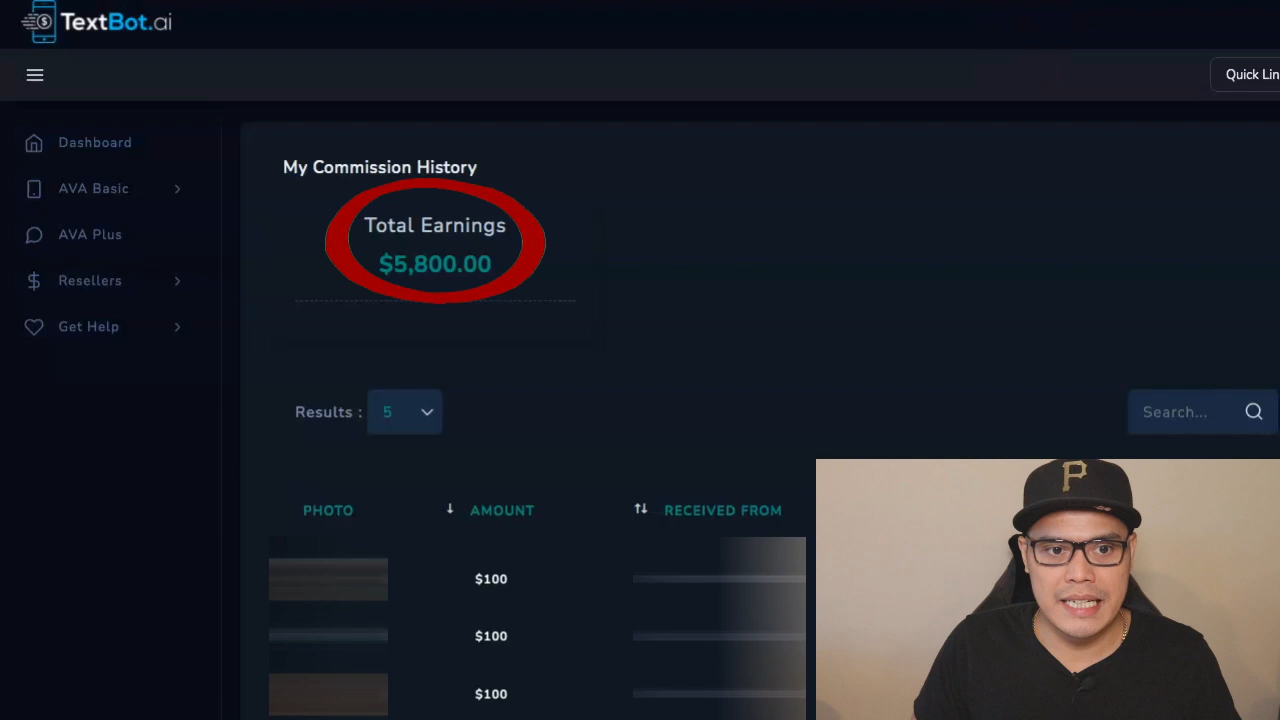 TextBot.ai
Quick Lin
Dashboard
AVA Basic
AVA Plus
Resellers
Get Help
My Commission History
Total Earnings
$5,800.00
Results : 5
Search...
PHOTO AMOUNT RECEIVED FROM
$100
$100
$100
P